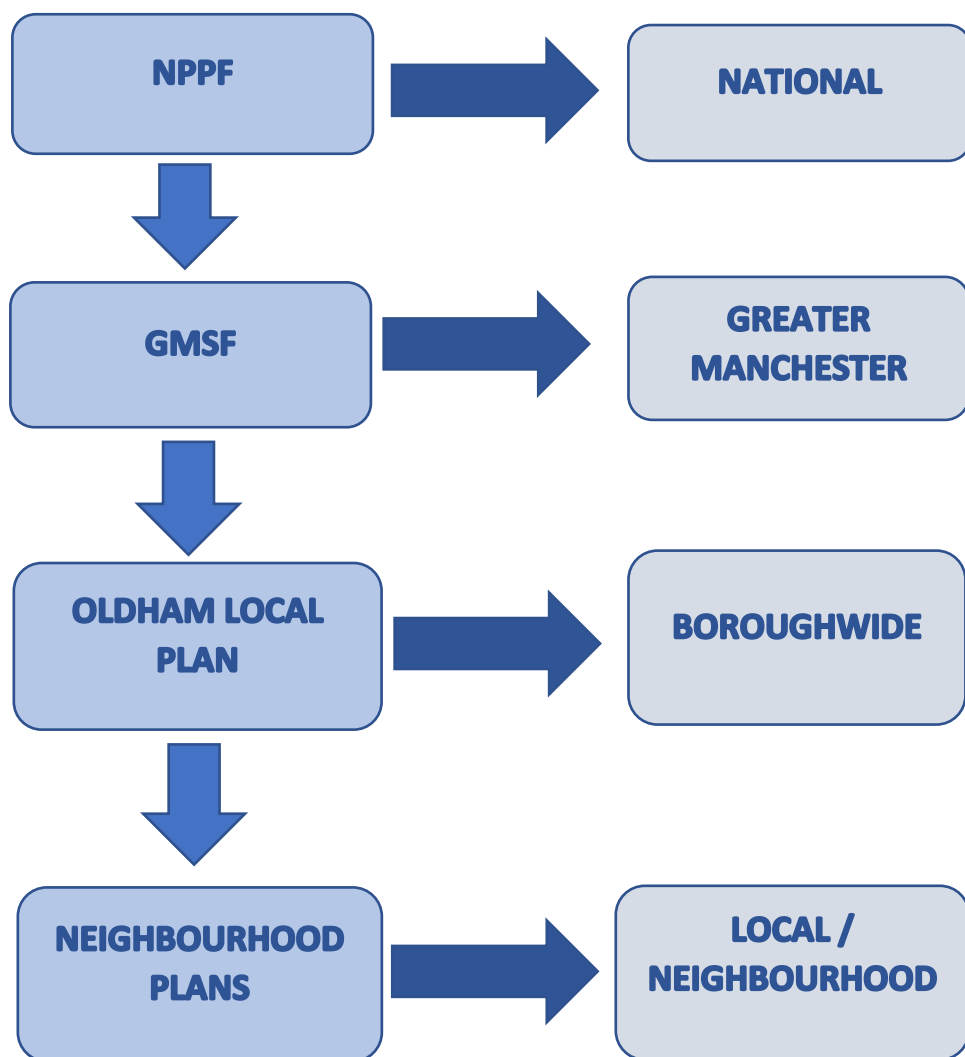 NPPF
NATIONAL
GMSF
GREATER
MANCHESTER
OLDHAM LOCAL
PLAN
BOROUGHWIDE
NEIGHBOURHOOD
PLANS
LOCAL /
NEIGHBOURHOOD